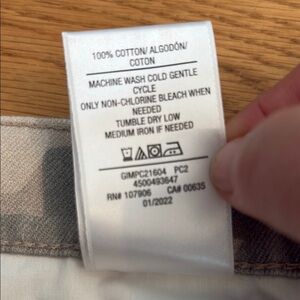 100% COTTON/ ALGODÓN/
COTON
MACHINE WASH COLD GENTLE
CYCLE
ONLY NON-CHLORINE BLEACH WHEN
NEEDED
TUMBLE DRY LOW
MEDIUM IRON IF NEEDED
GIMPC21604 PC2
4500493647
RN# 107906 CA# 00635
01/2022